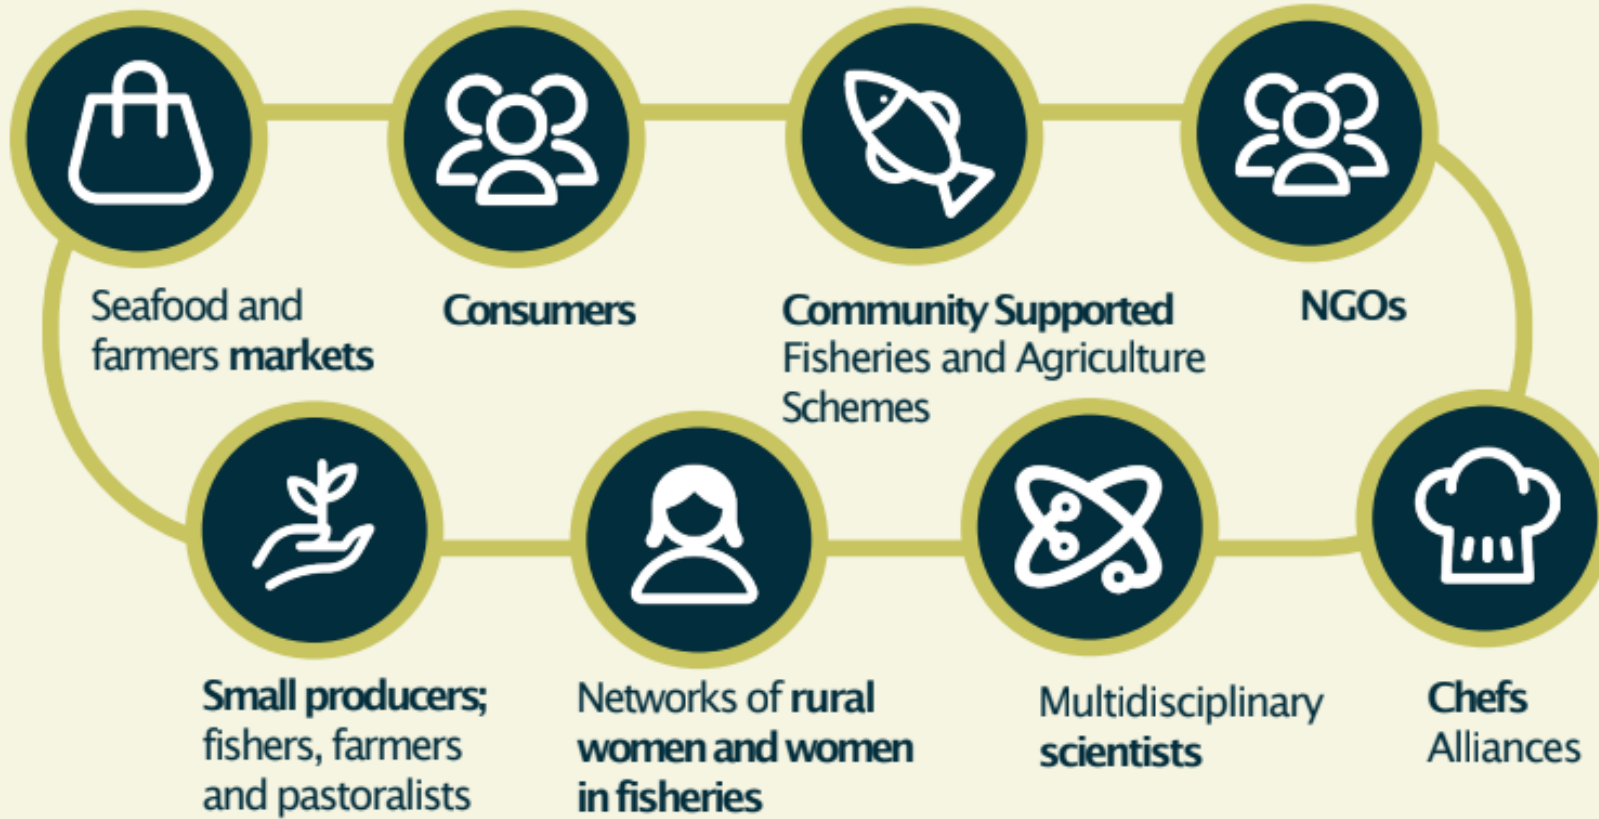 Seafood and
farmers markets
Consumers
Community Supported
Fisheries and Agriculture
Schemes
NGOs
Small producers;
fishers, farmers
and pastoralists
Networks of rural
women and women
in fisheries
Multidisciplinary
scientists
Chefs
Alliances